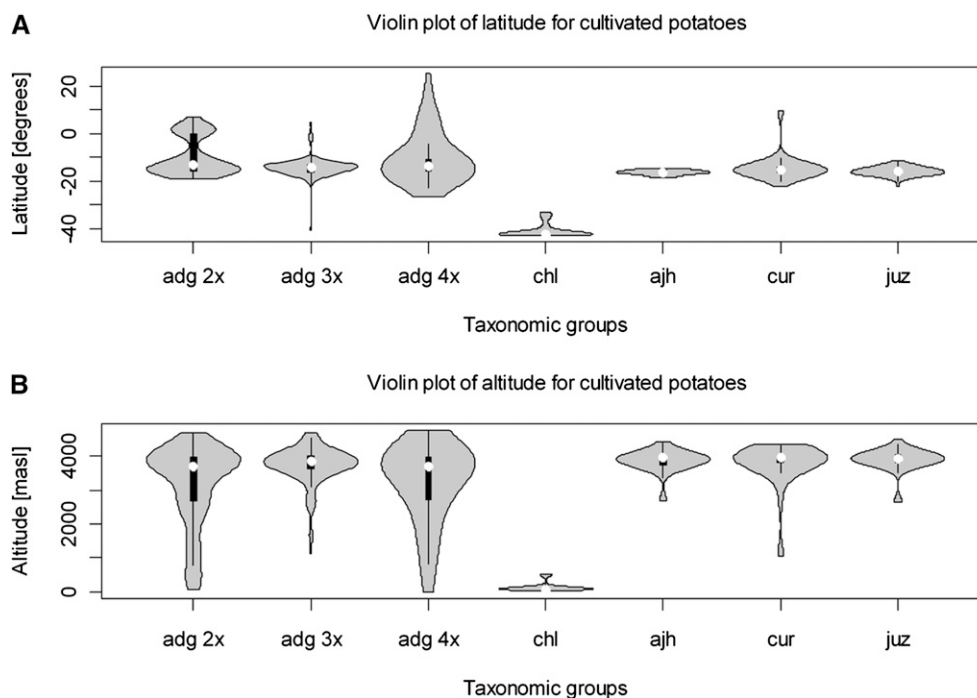 A
Violin plot of latitude for cultivated potatoes
Latitude [degrees]
20
0
-20
-40
adg 2x adg 3x adg 4x chl ajh cur juz
Taxonomic groups
B
Violin plot of altitude for cultivated potatoes
Altitude [masl]
4000
2000
0
adg 2x adg 3x adg 4x chl ajh cur juz
Taxonomic groups